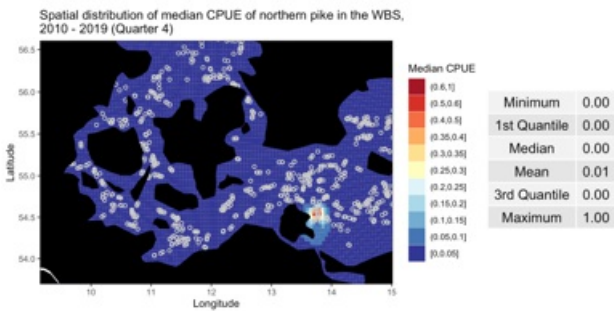 Spatial distribution of median CPUE of northern pike in the WBS,
2010 - 2019 (Quarter 4)
56.5
56.0
55.5
55.0
54.5
54.0
Latitude
10 11 12 13 14 15
Longitude
Median CPUE
(0.6,1]
(0.5,0.6]
(0.4,0.5]
(0.35,0.4]
(0.3,0.35]
(0.25,0.3]
(0.2,0.25]
(0.15,0.2]
(0.1,0.15]
(0.05,0.1]
[0,0.05]
Minimum 0.00
1st Quantile 0.00
Median 0.00
Mean 0.01
3rd Quantile 0.00
Maximum 1.00